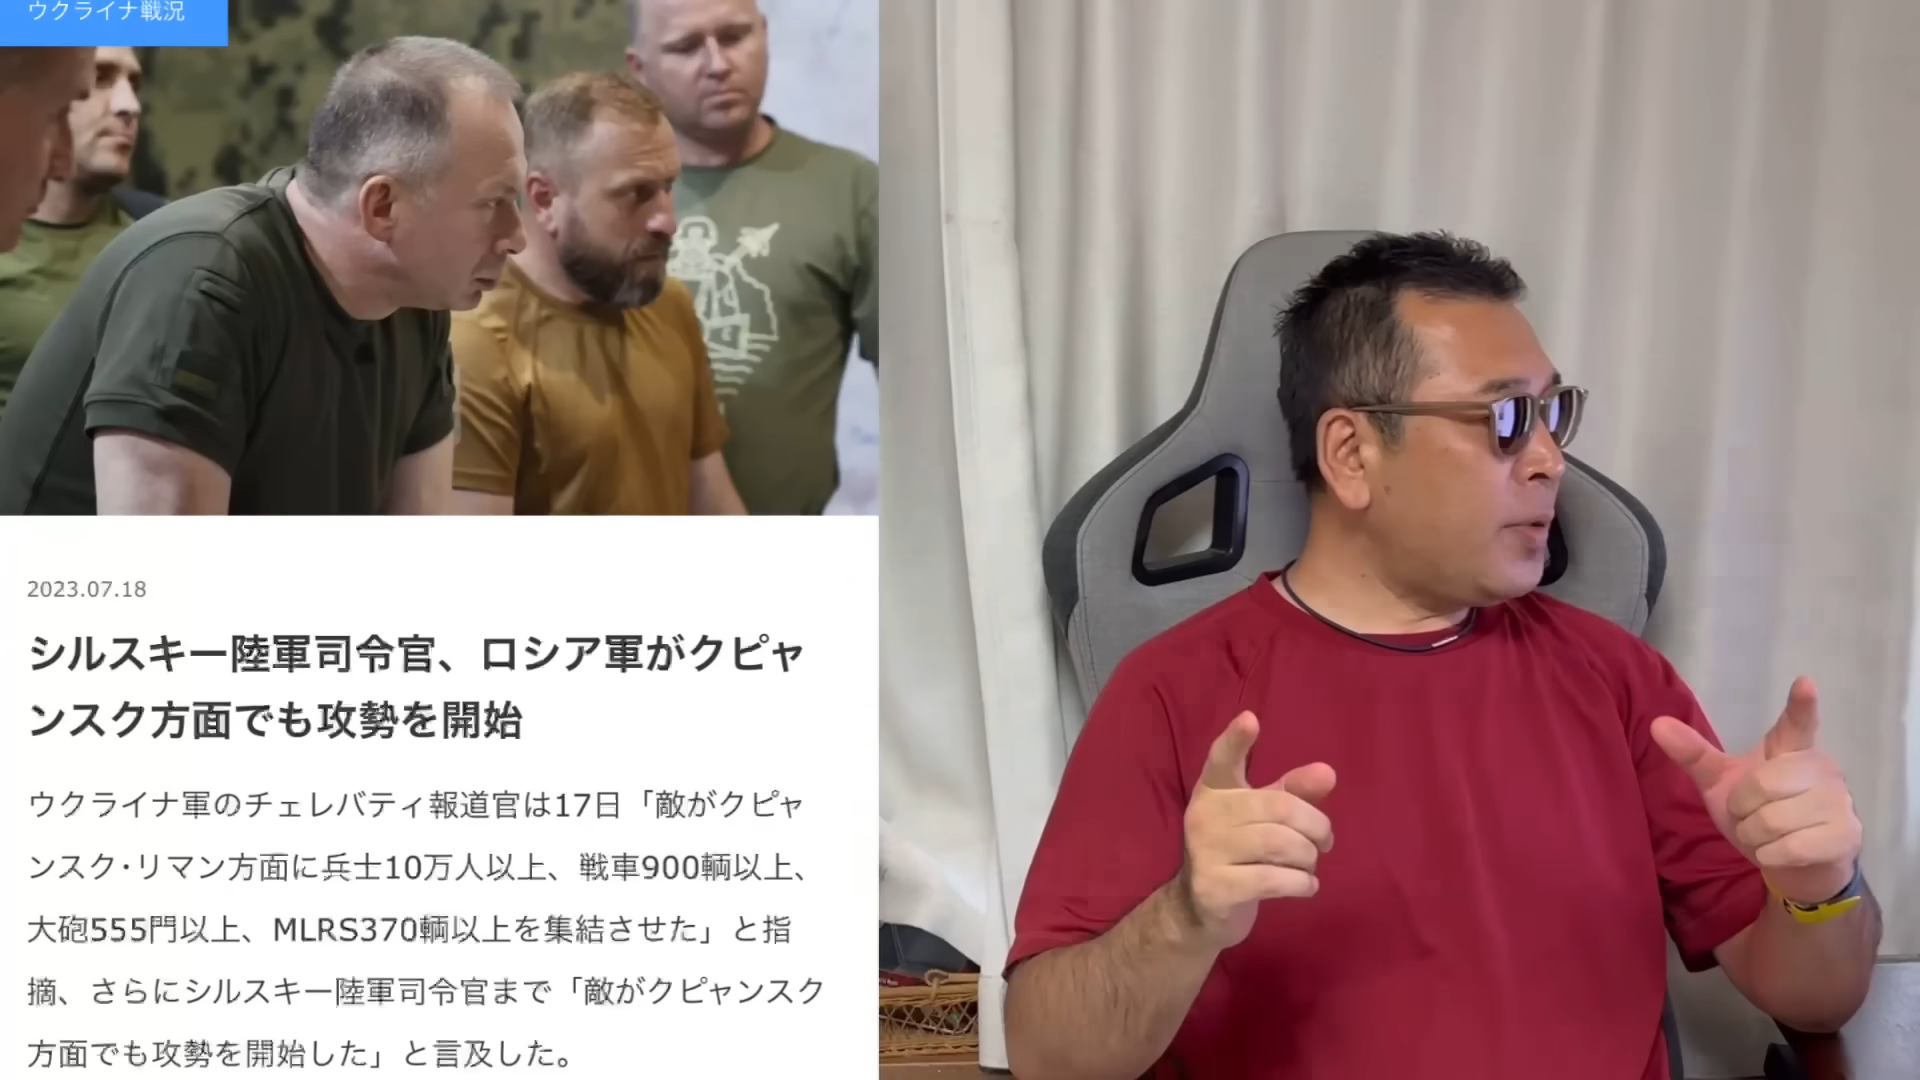 ウクライナ戦況
2023.07.18
シルスキー陸軍司令官、ロシア軍がクピャ
ンスク方面でも攻勢を開始
ウクライナ軍のチェレバティ報道官は17日「敵がクピャ
ンスク･リマン方面に兵士10万人以上、戦車900輌以上、
大砲555門以上、MLRS370輌以上を集結させた」と指
摘、さらにシルスキー陸軍司令官まで「敵がクピャンスク
方面でも攻勢を開始した」と言及した。